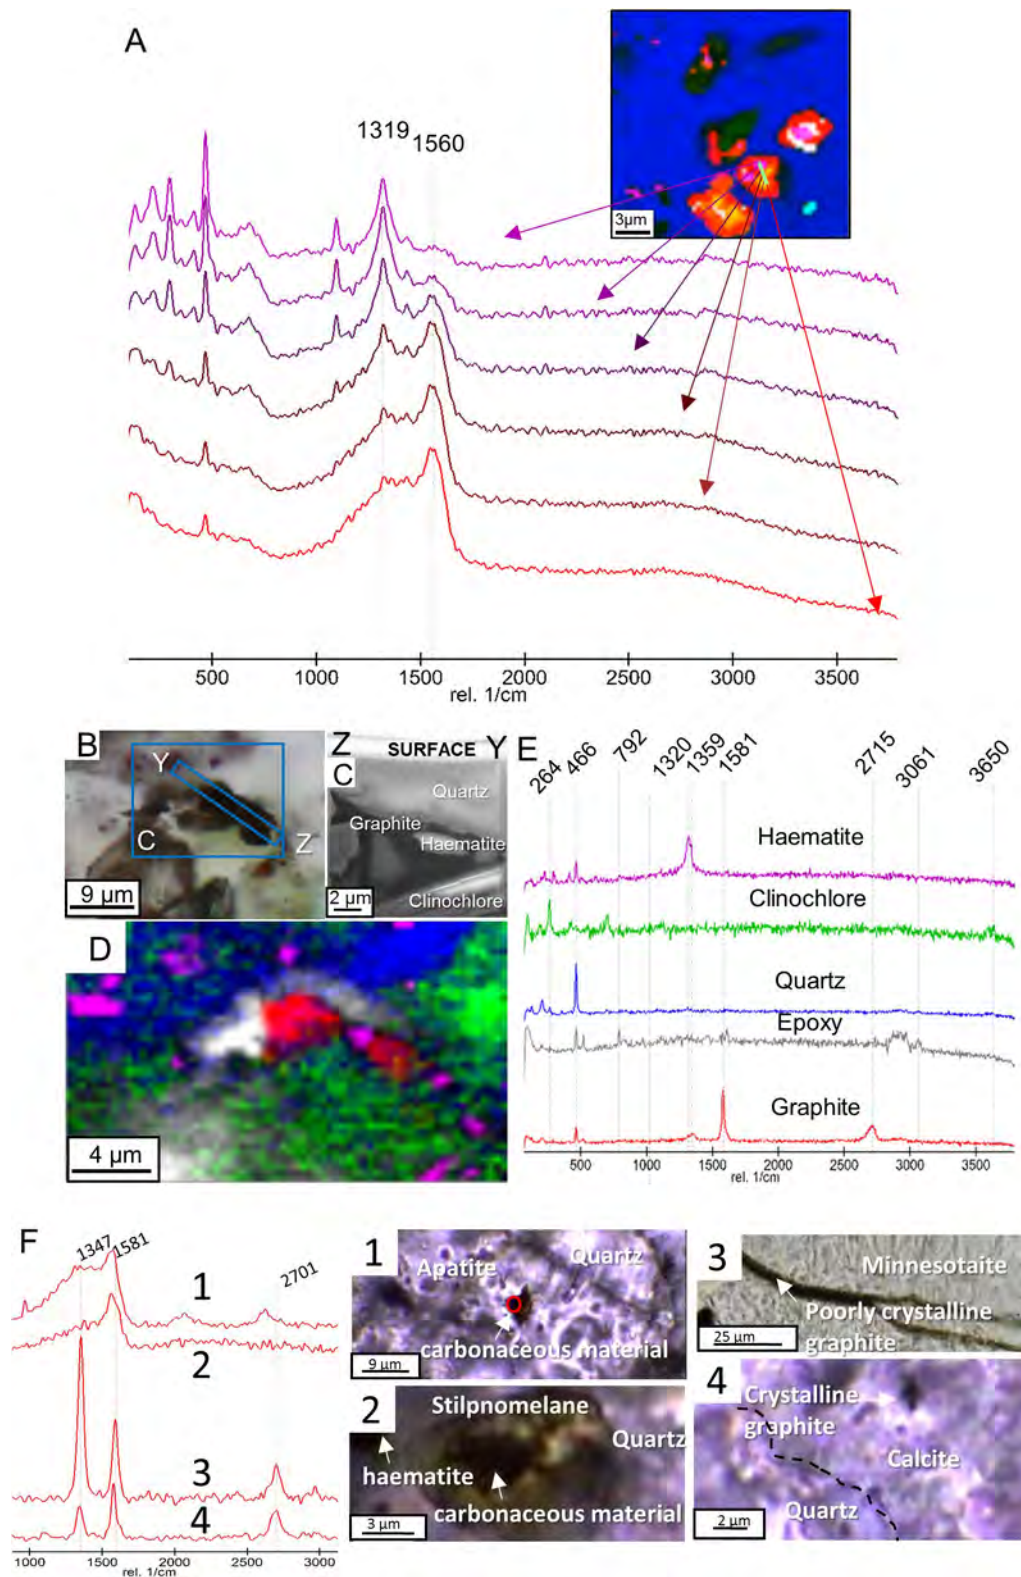 A
1319
1560
3µm
500
1000
1500
2000
2500
3000
3500
rel. 1/cm
B
Y
C
Z
9 µm
Z
SURFACE
Y
C
Quartz
Graphite
Haematite
2 µm
Clinochlore
D
4 µm
E
264
466
792
1320
1359
1581
2715
3061
3650
Haematite
Clinochlore
Quartz
Epoxy
Graphite
500
1000
1500
2000
2500
3000
3500
rel. 1/cm
F
1347
1581
2701
1
2
3
4
1000
1500
2000
2500
3000
rel. 1/cm
1
Quartz
Apatite
carbonaceous material
9 µm
2
Stilpnomelane
Quartz
haematite
carbonaceous material
3 µm
3
Minnesotaite
Poorly crystalline
graphite
25 µm
4
Crystalline
graphite
Calcite
Quartz
2 µm